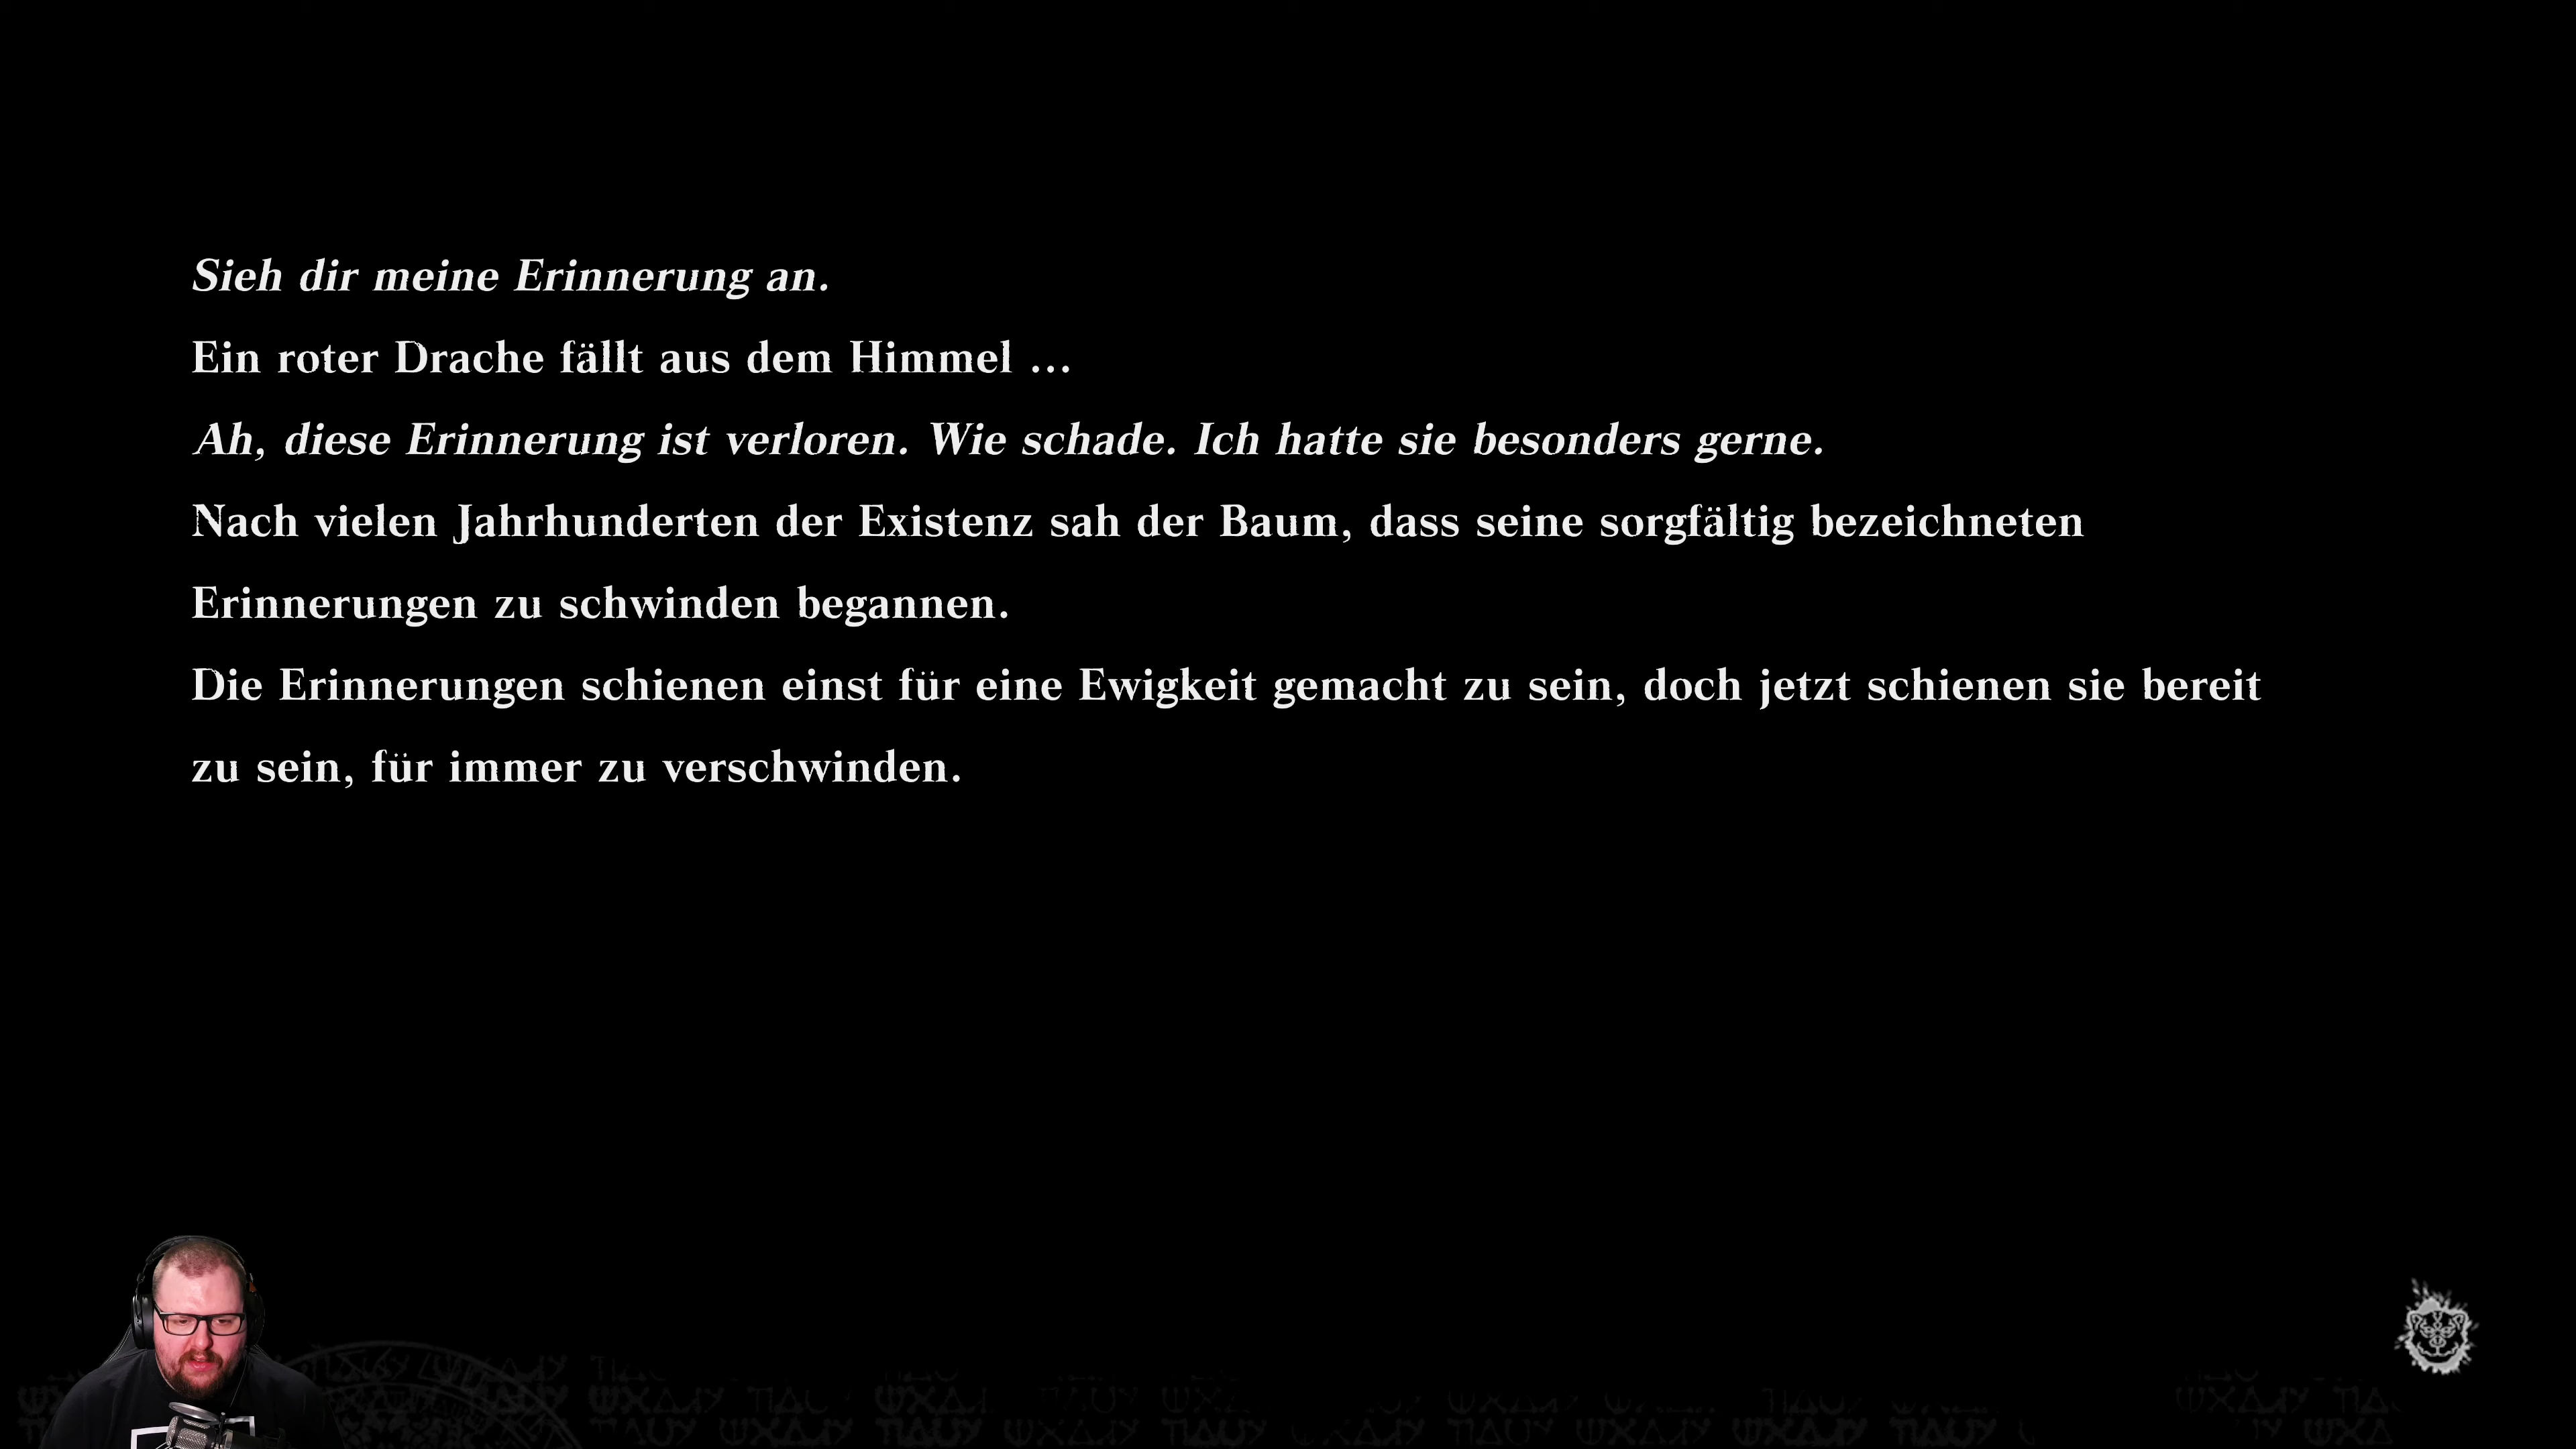 Sieh dir meine Erinnerung an.
Ein roter Drache fällt aus dem Himmel ...
Ah, diese Erinnerung ist verloren. Wie schade. Ich hatte sie besonders gerne.
Nach vielen Jahrhunderten der Existenz sah der Baum, dass seine sorgfältig bezeichneten
Erinnerungen zu schwinden begannen.
Die Erinnerungen schienen einst für eine Ewigkeit gemacht zu sein, doch jetzt schienen sie bereit
zu sein, für immer zu verschwinden.